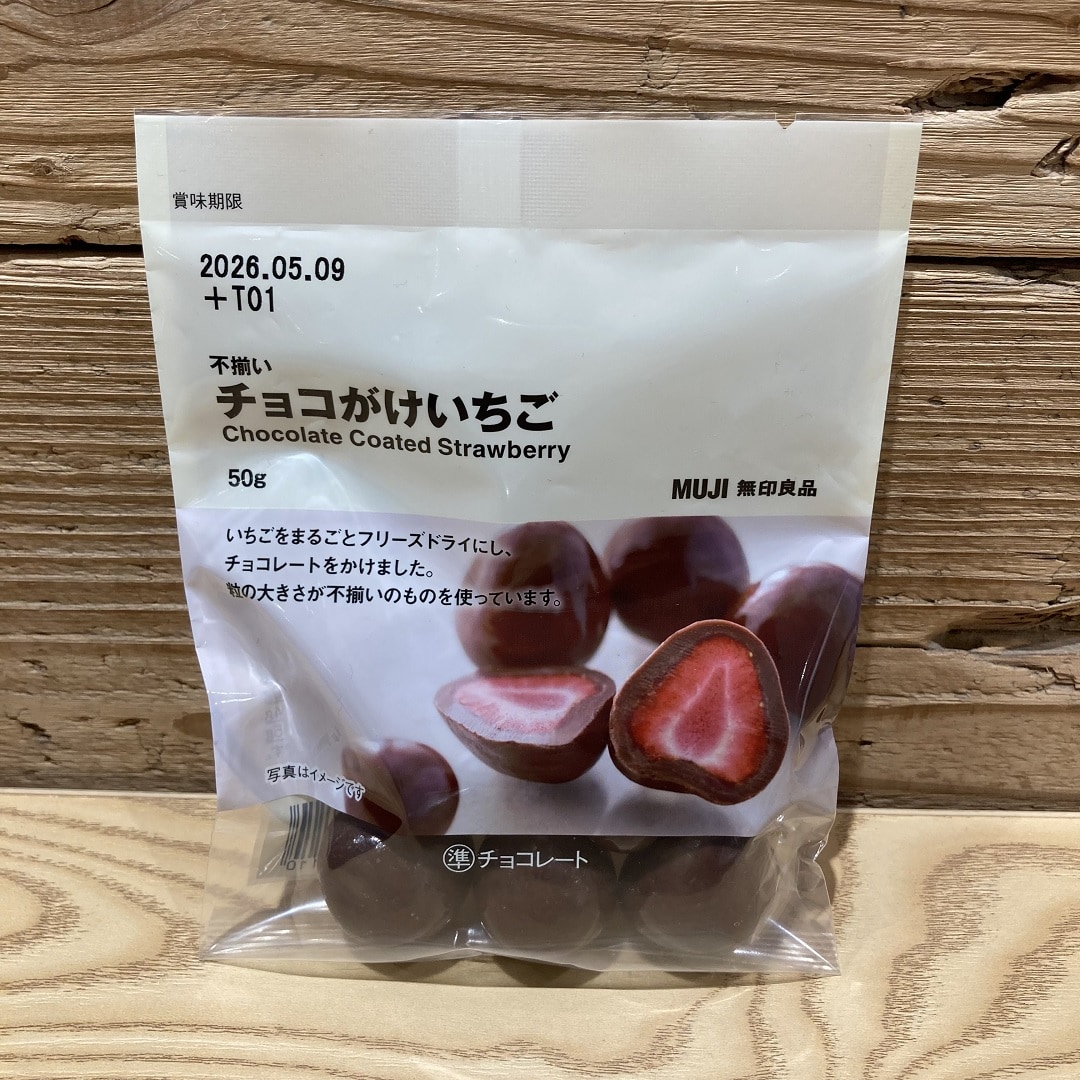 賞味期限
2026.05.09
+T01
不揃い
チョコがけいちご
Chocolate Coated Strawberry
50g
MUJI 無印良品
いちごをまるごとフリーズドライにし、
チョコレートをかけました。
粒の大きさが不揃いのものを使っています。
写真はイメージです
準チョコレート